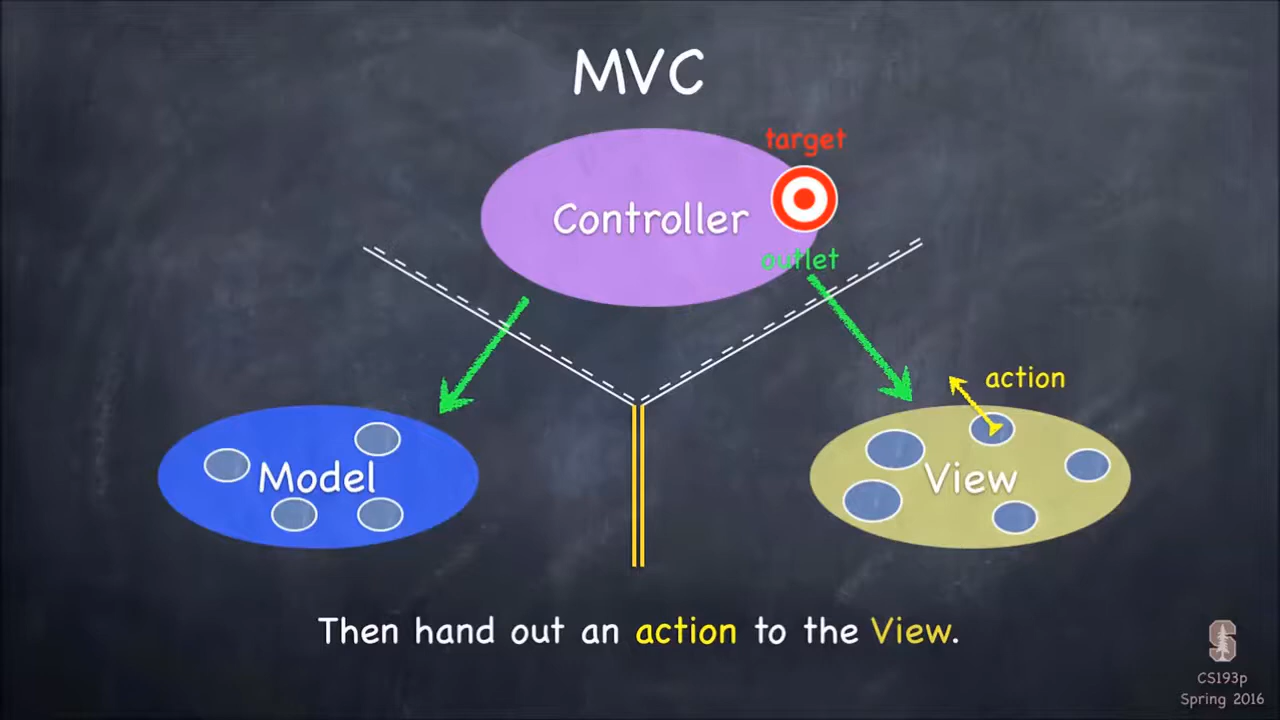 MVC
target
Controller
outlet
action
Model
View
Then hand out an action to the View.
S
CS193p
Spring 2016